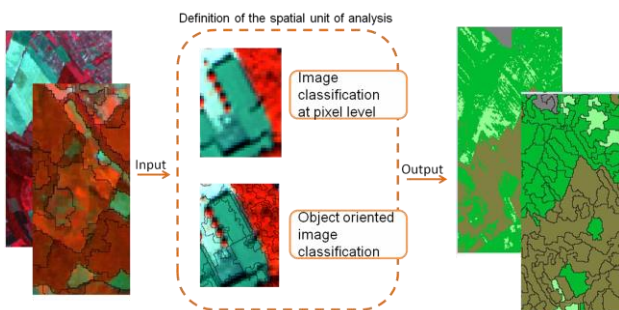 Definition of the spatial unit of analysis
Image
classification
at pixel level
Input
Output
Object oriented
image
classification